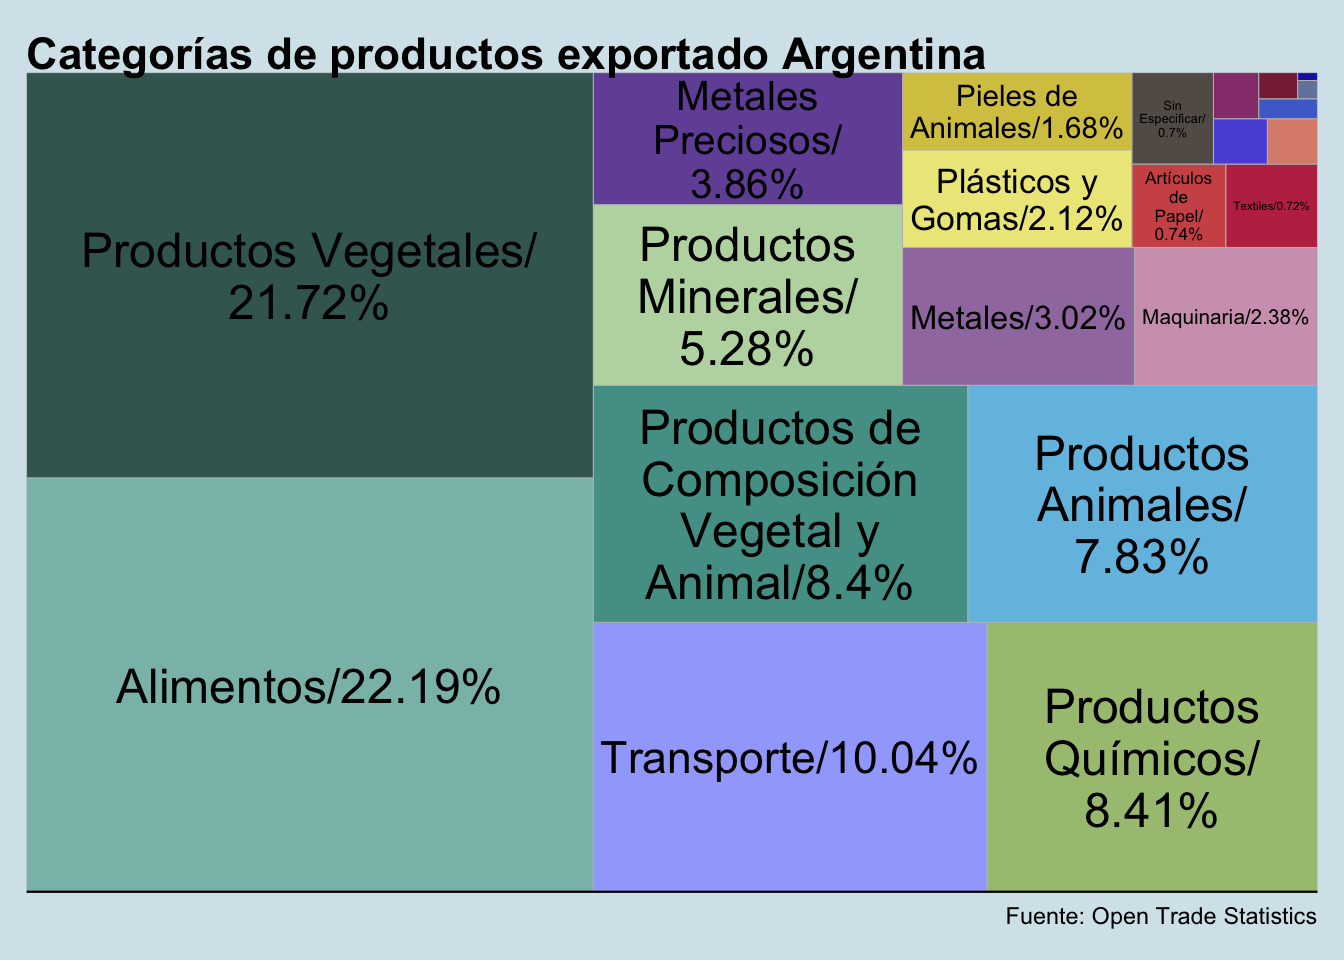 Categorías de productos exportado Argentina
Productos Vegetales/
21.72%
Alimentos/22.19%
Metales
Preciosos/
3.86%
Productos
Minerales/
5.28%
Pieles de
Animales/1.68%
Plásticos y
Gomas/2.12%
Sin
Especificar/
0.7%
Artículos
de
Papel/
0.74%
Textiles/0.72%
Metales/3.02%
Maquinaria/2.38%
Productos de
Composición
Vegetal y
Animal/8.4%
Productos
Animales/
7.83%
Transporte/10.04%
Productos
Químicos/
8.41%
Fuente: Open Trade Statistics